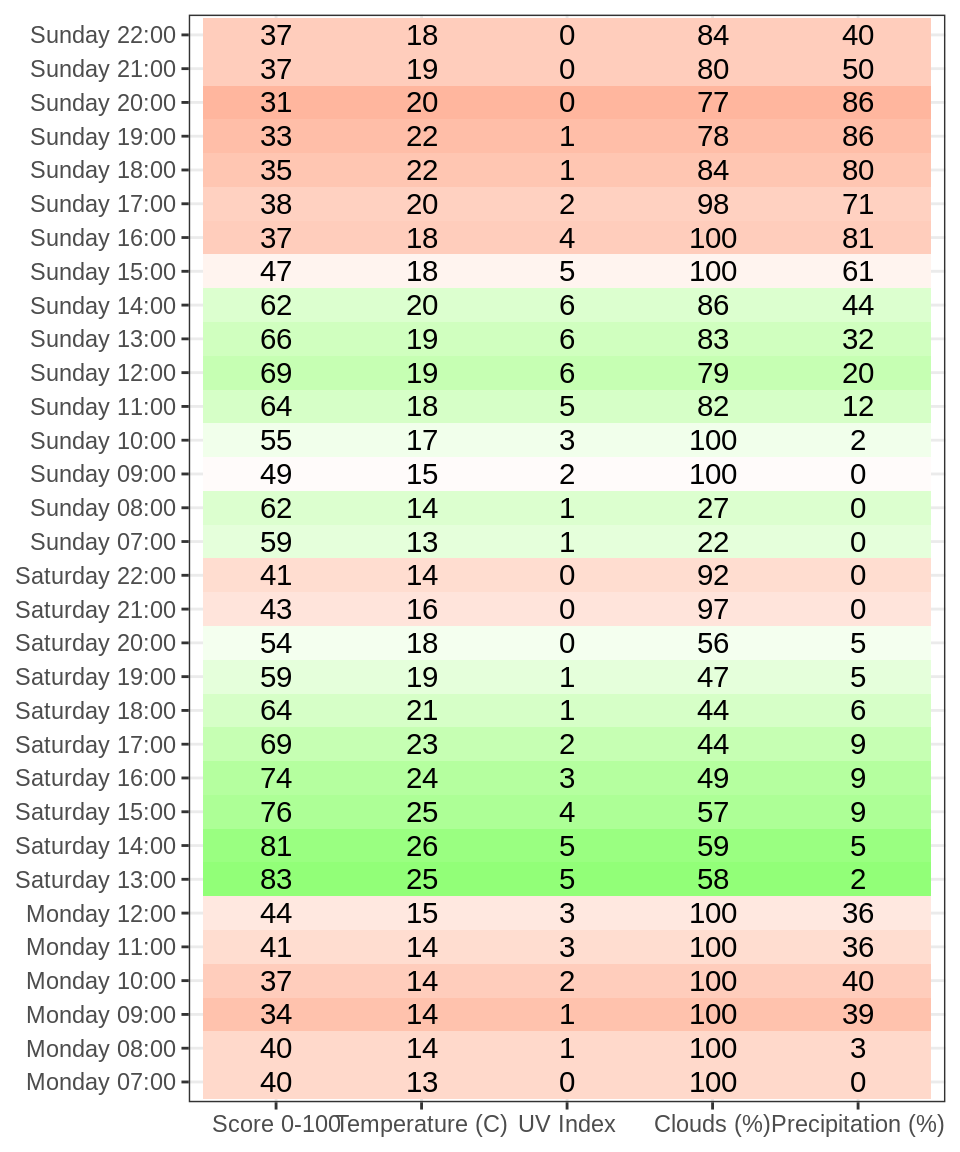 Sunday 22:00 37 18 0 84 40
Sunday 21:00 37 19 0 80 50
Sunday 20:00 31 20 0 77 86
Sunday 19:00 33 22 1 78 86
Sunday 18:00 35 22 1 84 80
Sunday 17:00 38 20 2 98 71
Sunday 16:00 37 18 4 100 81
Sunday 15:00 47 18 5 100 61
Sunday 14:00 62 20 6 86 44
Sunday 13:00 66 19 6 83 32
Sunday 12:00 69 19 6 79 20
Sunday 11:00 64 18 5 82 12
Sunday 10:00 55 17 3 100 2
Sunday 09:00 49 15 2 100 0
Sunday 08:00 62 14 1 27 0
Sunday 07:00 59 13 1 22 0
Saturday 22:00 41 14 0 92 0
Saturday 21:00 43 16 0 97 0
Saturday 20:00 54 18 0 56 5
Saturday 19:00 59 19 1 47 5
Saturday 18:00 64 21 1 44 6
Saturday 17:00 69 23 2 44 9
Saturday 16:00 74 24 3 49 9
Saturday 15:00 76 25 4 57 9
Saturday 14:00 81 26 5 59 5
Saturday 13:00 83 25 5 58 2
Monday 12:00 44 15 3 100 36
Monday 11:00 41 14 3 100 36
Monday 10:00 37 14 2 100 40
Monday 09:00 34 14 1 100 39
Monday 08:00 40 14 1 100 3
Monday 07:00 40 13 0 100 0
Score 0-100 Temperature (C) UV Index Clouds (%) Precipitation (%)